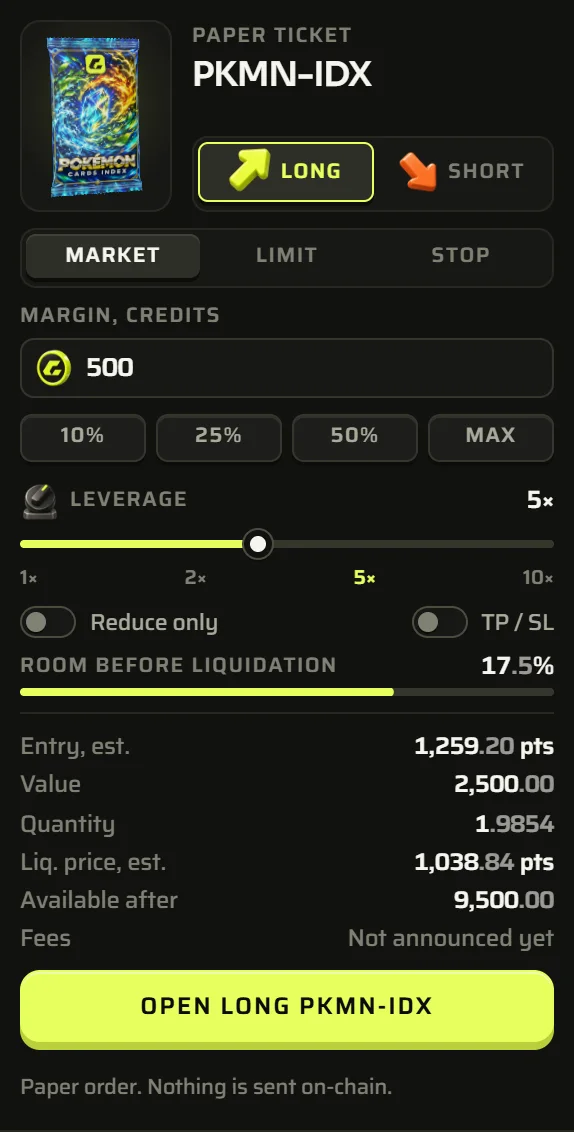 PAPER TICKET
PKMN-IDX
POKÉMON
CARDS INDEX
LONG
SHORT
MARKET LIMIT STOP
MARGIN, CREDITS
500
10% 25% 50% MAX
LEVERAGE 5×
1× 2× 5× 10×
Reduce only TP / SL
ROOM BEFORE LIQUIDATION 17.5%
Entry, est. 1,259.20 pts
Value 2,500.00
Quantity 1.9854
Liq. price, est. 1,038.84 pts
Available after 9,500.00
Fees Not announced yet
OPEN LONG PKMN-IDX
Paper order. Nothing is sent on-chain.